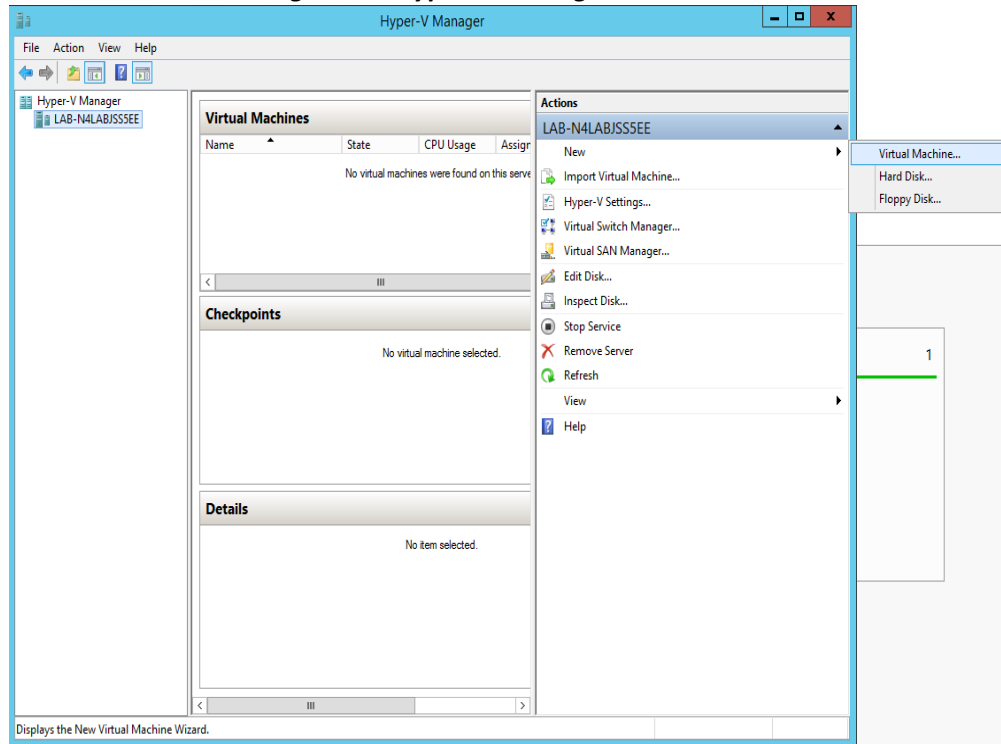 Hyper-V Manager
File Action View Help
Hyper-V Manager
LAB-N4LABJSS5EE
Virtual Machines
Name State CPU Usage Assigr
No virtual machines were found on this serve
Checkpoints
No virtual machine selected.
Details
No item selected.
Actions
LAB-N4LABJSS5EE
New
Import Virtual Machine...
Hyper-V Settings...
Virtual Switch Manager...
Virtual SAN Manager...
Edit Disk...
Inspect Disk...
Stop Service
Remove Server
Refresh
View
Help
Virtual Machine...
Hard Disk...
Floppy Disk...
1
Displays the New Virtual Machine Wizard.